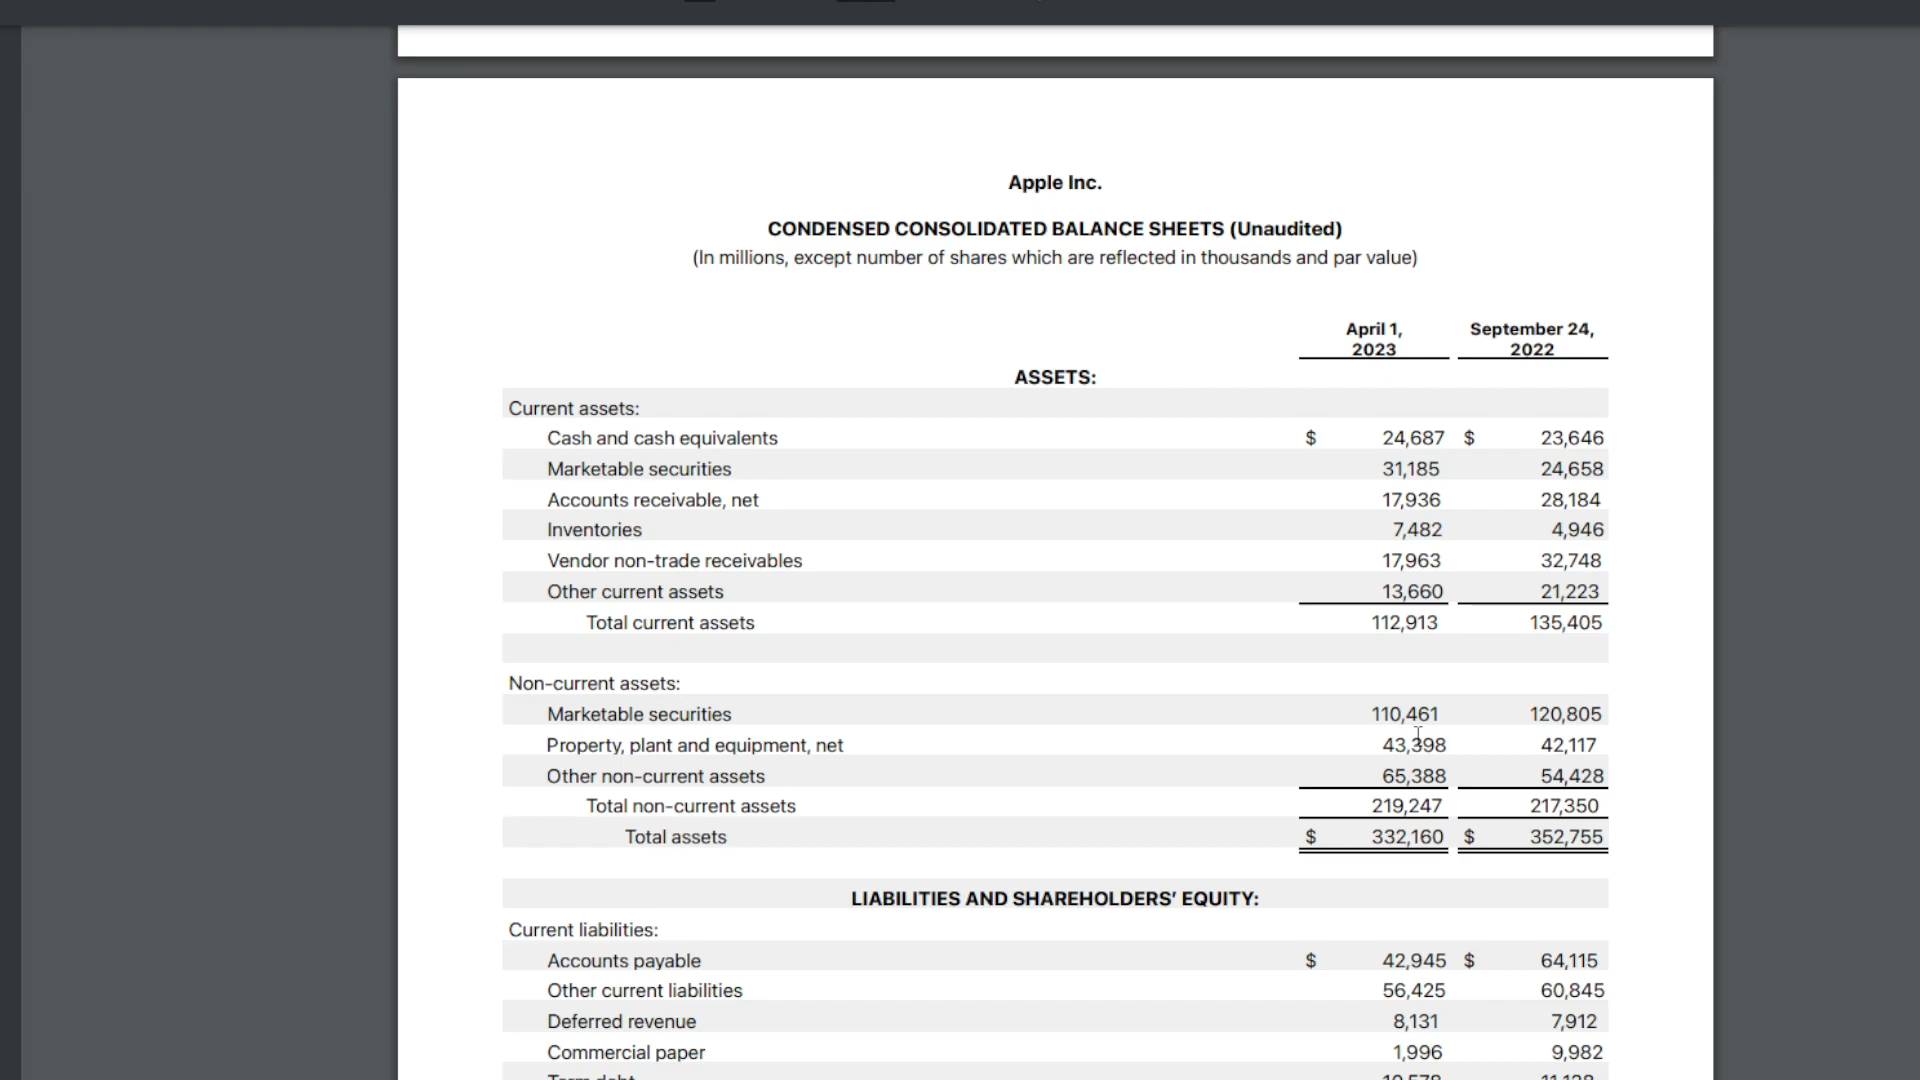 Apple Inc.
CONDENSED CONSOLIDATED BALANCE SHEETS (Unaudited)
(In millions, except number of shares which are reflected in thousands and par value)
April 1, 2023 September 24, 2022
ASSETS:
Current assets:
Cash and cash equivalents $ 24,687 $ 23,646
Marketable securities 31,185 24,658
Accounts receivable, net 17,936 28,184
Inventories 7,482 4,946
Vendor non-trade receivables 17,963 32,748
Other current assets 13,660 21,223
Total current assets 112,913 135,405
Non-current assets:
Marketable securities 110,461 120,805
Property, plant and equipment, net 43,398 42,117
Other non-current assets 65,388 54,428
Total non-current assets 219,247 217,350
Total assets $ 332,160 $ 352,755
LIABILITIES AND SHAREHOLDERS’ EQUITY:
Current liabilities:
Accounts payable $ 42,945 $ 64,115
Other current liabilities 56,425 60,845
Deferred revenue 8,131 7,912
Commercial paper 1,996 9,982